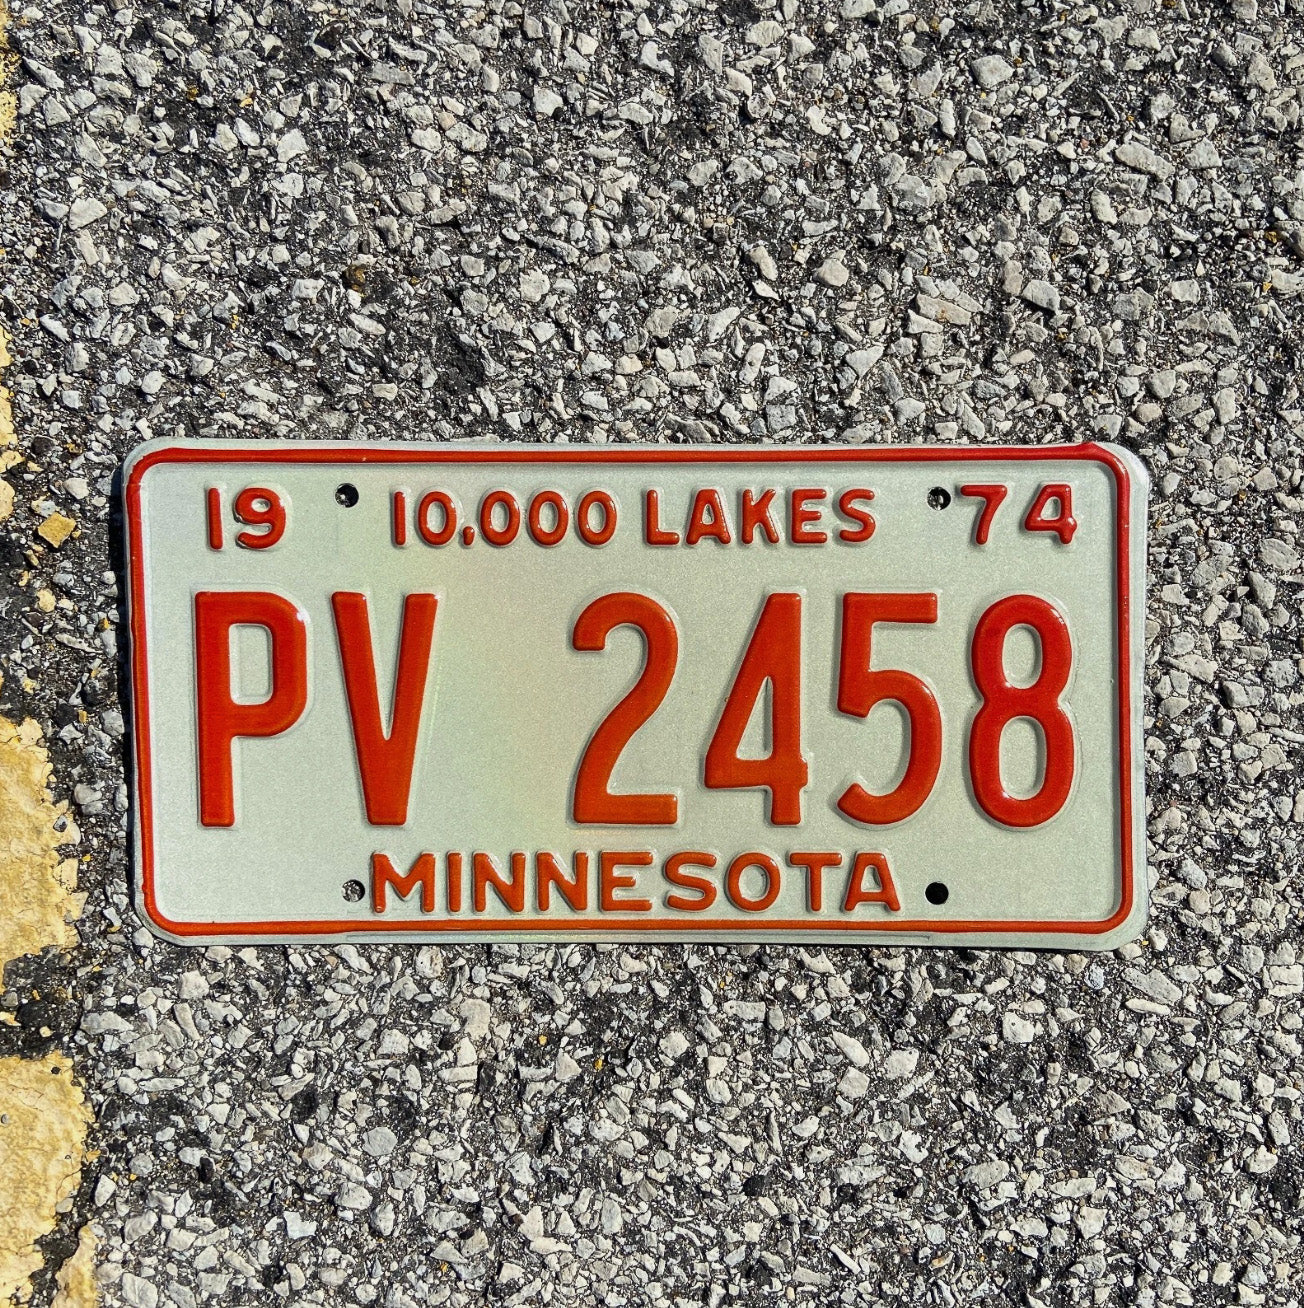 19 10,000 LAKES 74
PV 2458
MINNESOTA